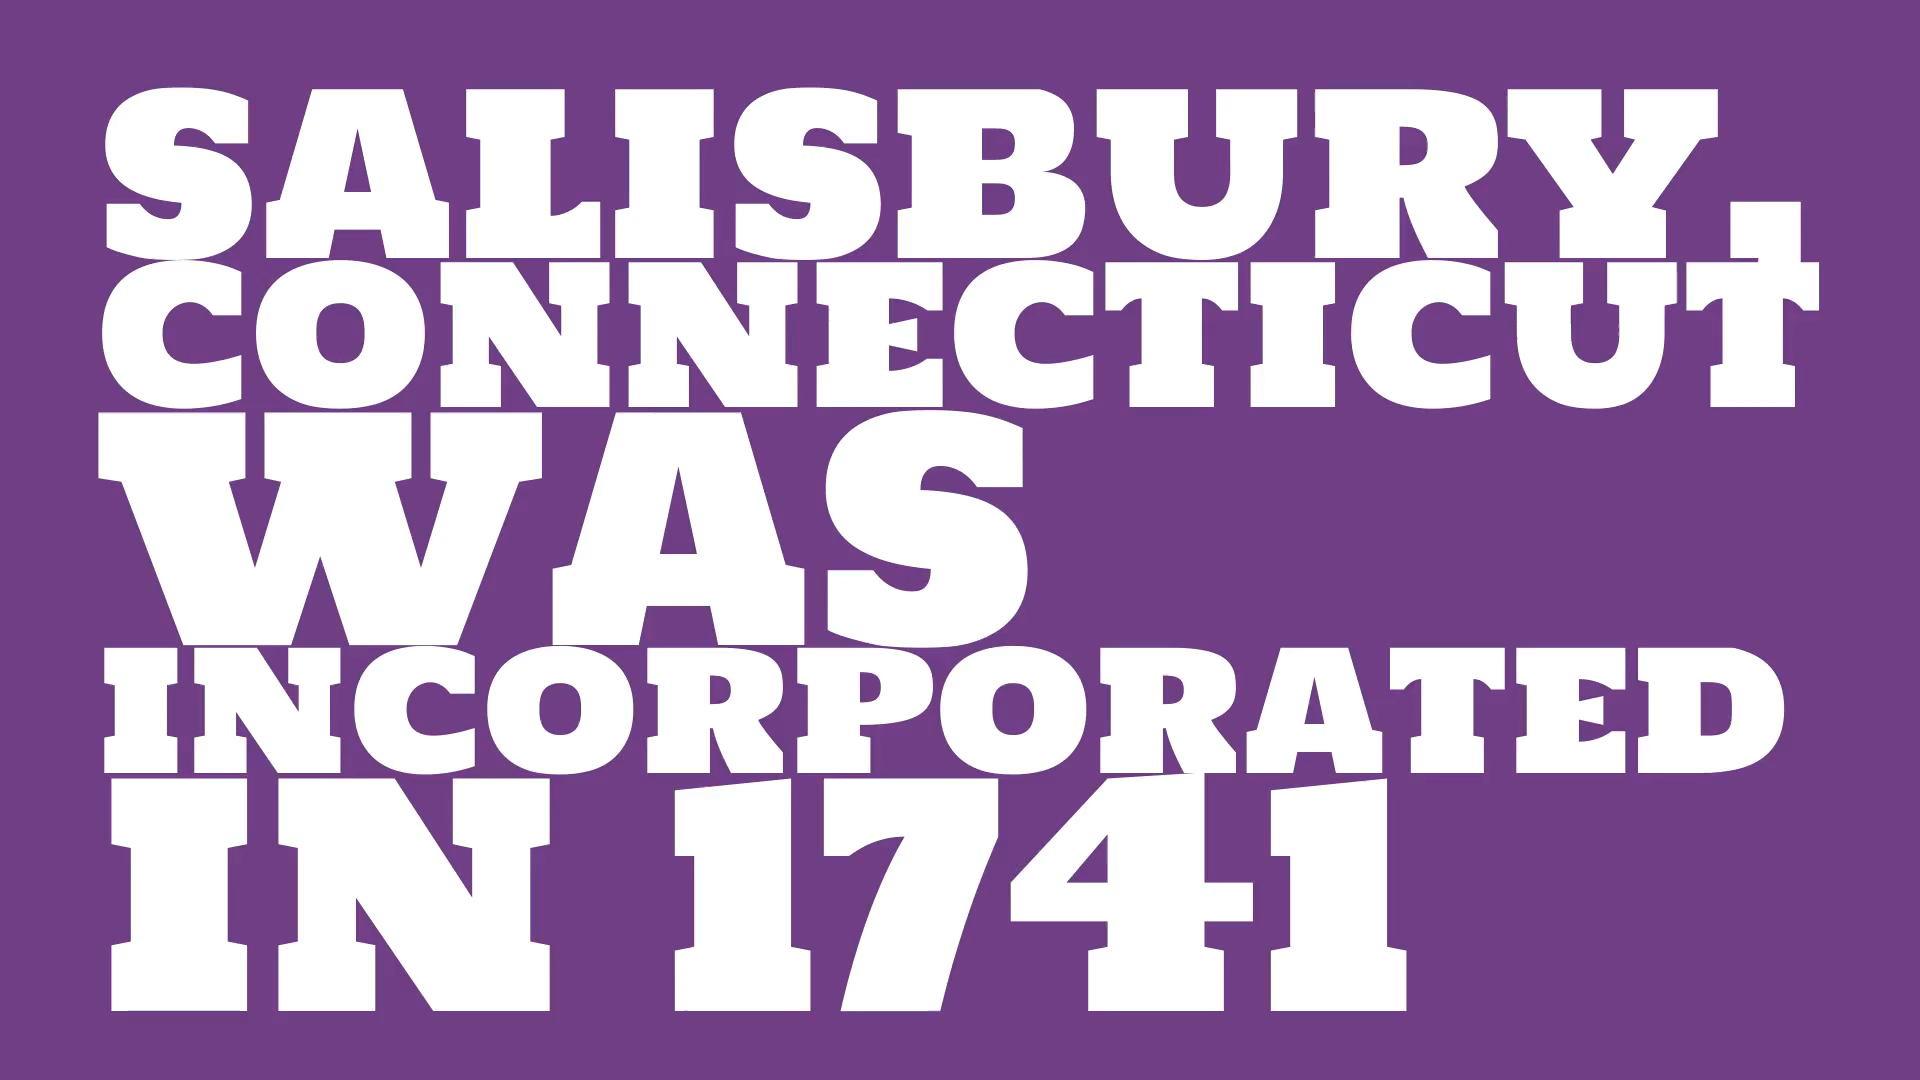 SALISBURY,
CONNECTICUT
WAS
INCORPORATED
IN 1741